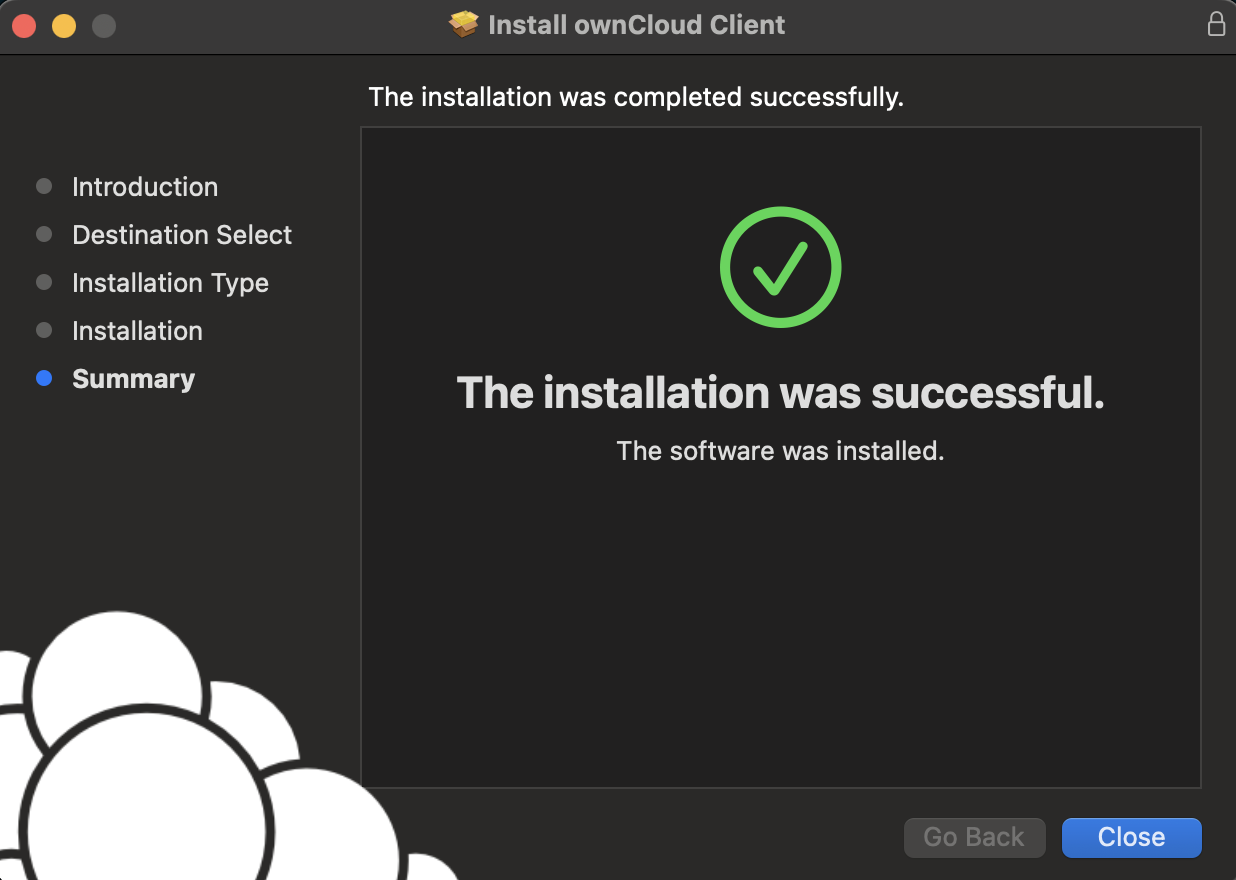 Install ownCloud Client
The installation was completed successfully.
Introduction
Destination Select
Installation Type
Installation
Summary
The installation was successful.
The software was installed.
Go Back
Close